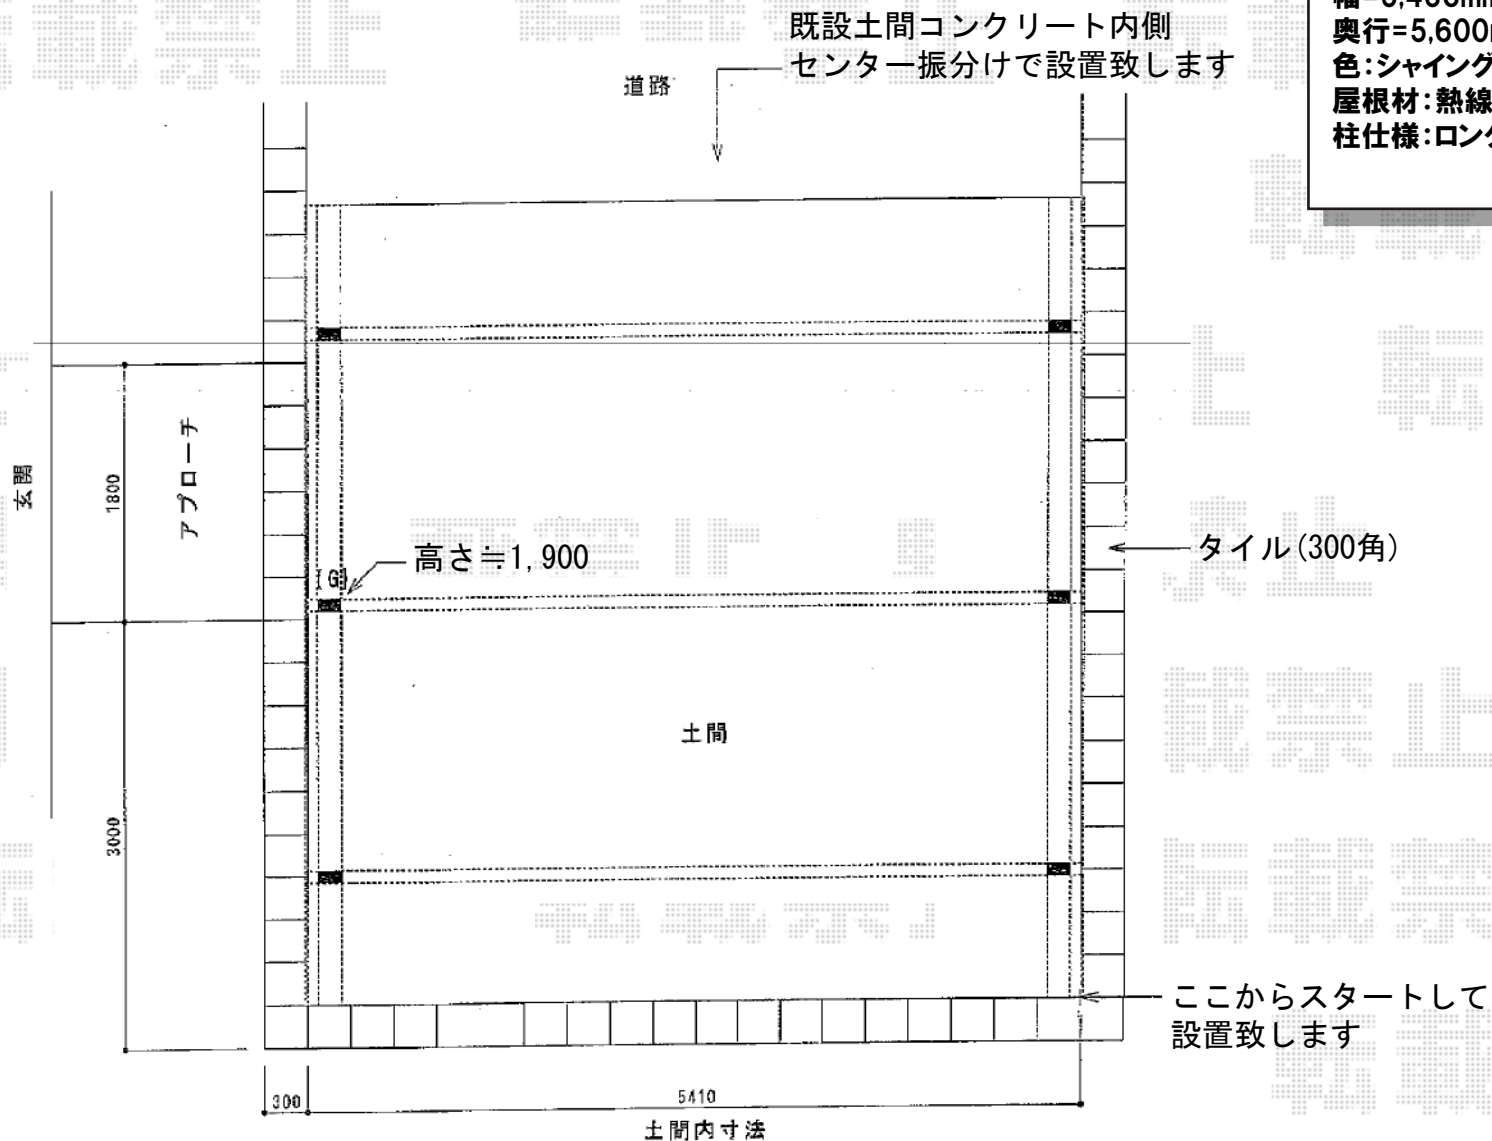 既設土間コンクリート内側
センター振分けで設置致します
道路
奥行=5,600
色:シャイング
屋根材:熱線
柱仕様:ロング
玄関
1800
アプローチ
[G]
高さ≒1,900
タイル(300角)
土間
3000
ここからスタートして
設置致します
300
5410
土間内寸法
転載禁止